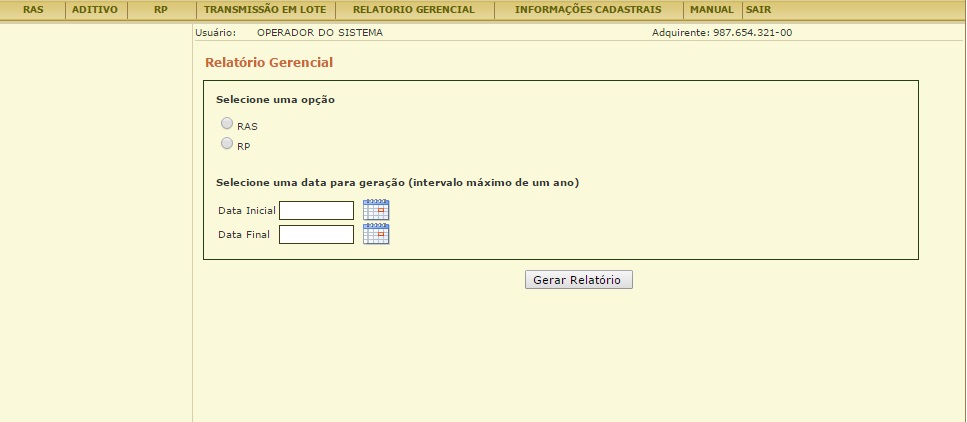 RAS ADITIVO RP TRANSMISSÃO EM LOTE RELATORIO GERENCIAL INFORMAÇÕES CADASTRAIS MANUAL SAIR
Usuário: OPERADOR DO SISTEMA Adquirente: 987.654.321-00
Relatório Gerencial
Selecione uma opção
RAS
RP
Selecione uma data para geração (intervalo máximo de um ano)
Data Inicial
Data Final
Gerar Relatório